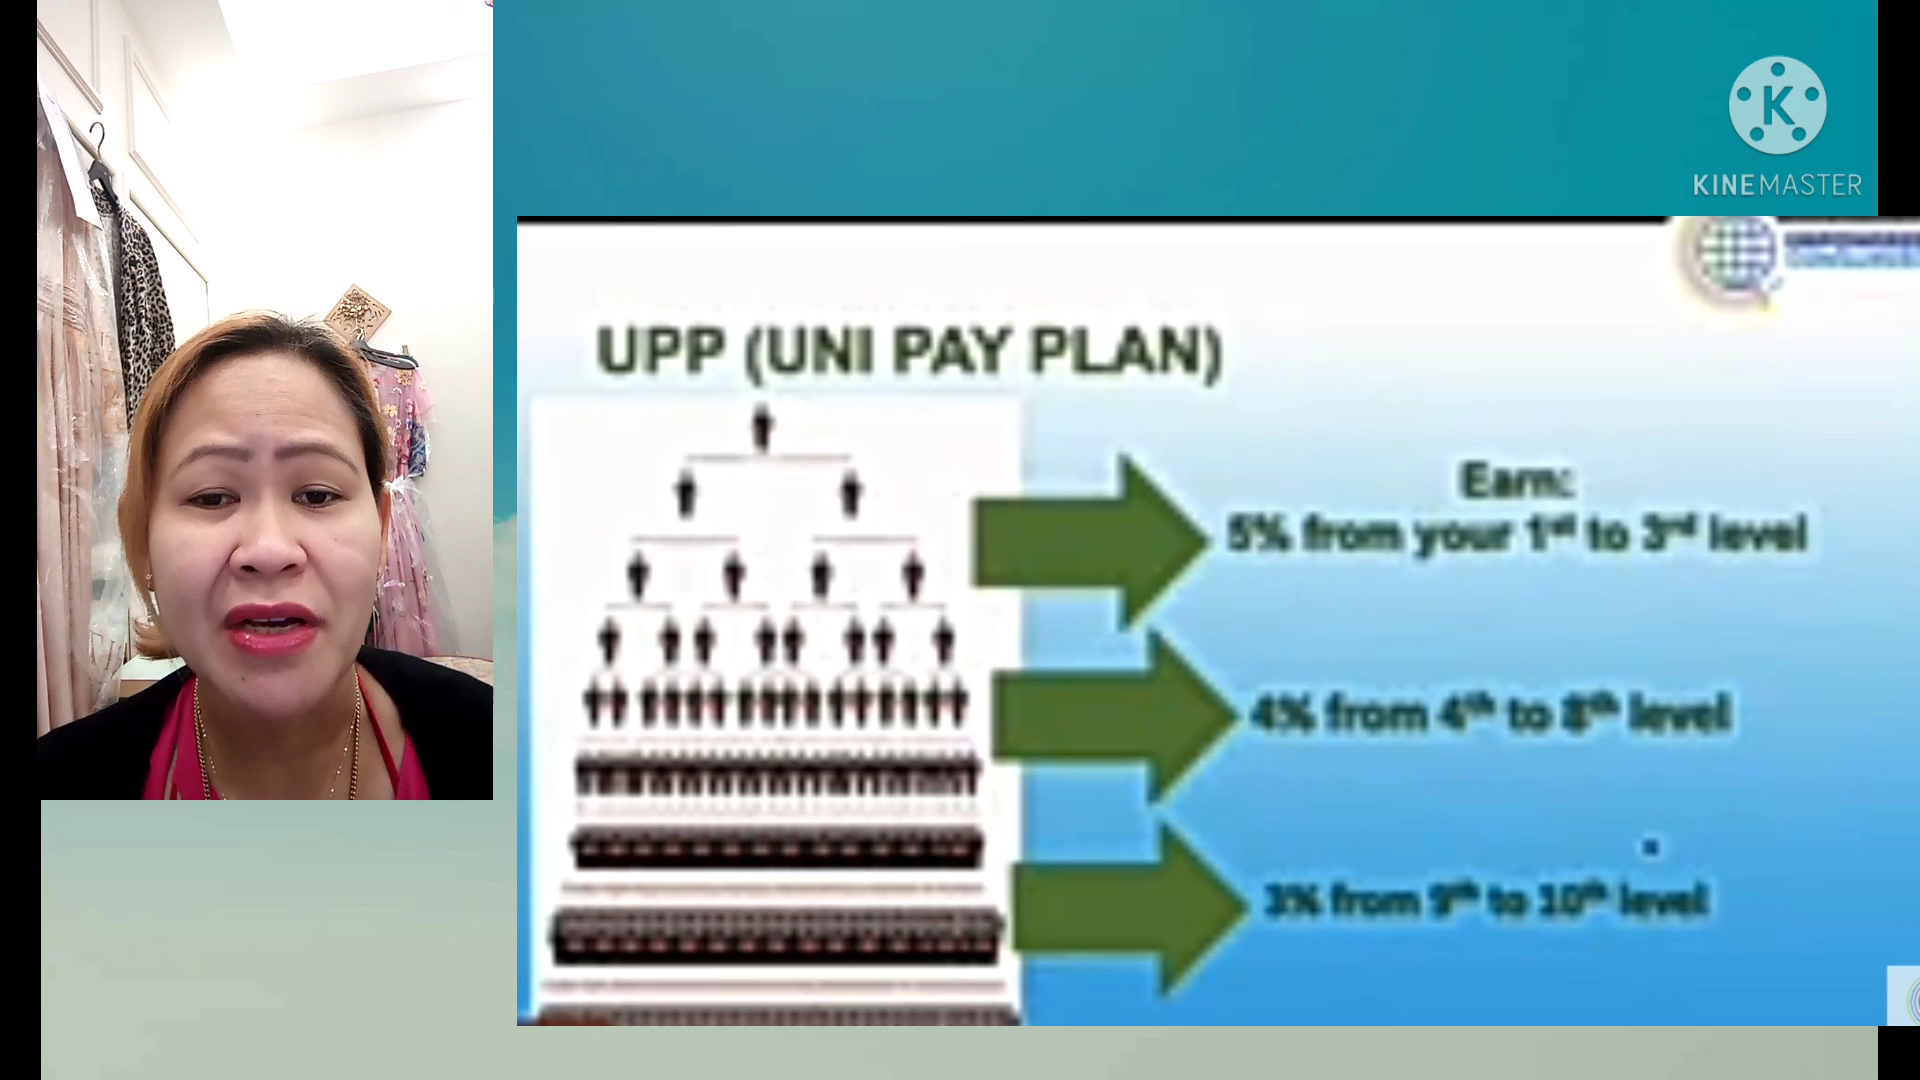 KINEMASTER
UPP (UNI PAY PLAN)
Earn:
5% from your 1st to 3rd level
4% from 4th to 8th level
3% from 9th to 10th level